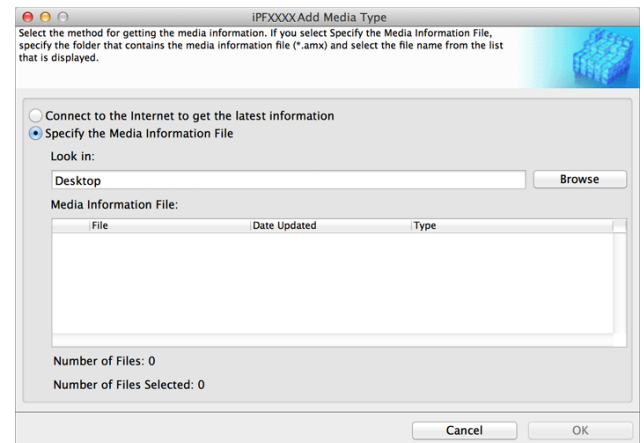 iPFXXXX Add Media Type
Select the method for getting the media information. If you select Specify the Media Information File,
specify the folder that contains the media information file (*.amx) and select the file name from the list
that is displayed.
Connect to the Internet to get the latest information
Specify the Media Information File
Look in:
Desktop Browse
Media Information File:
File Date Updated Type
Number of Files: 0
Number of Files Selected: 0
Cancel OK